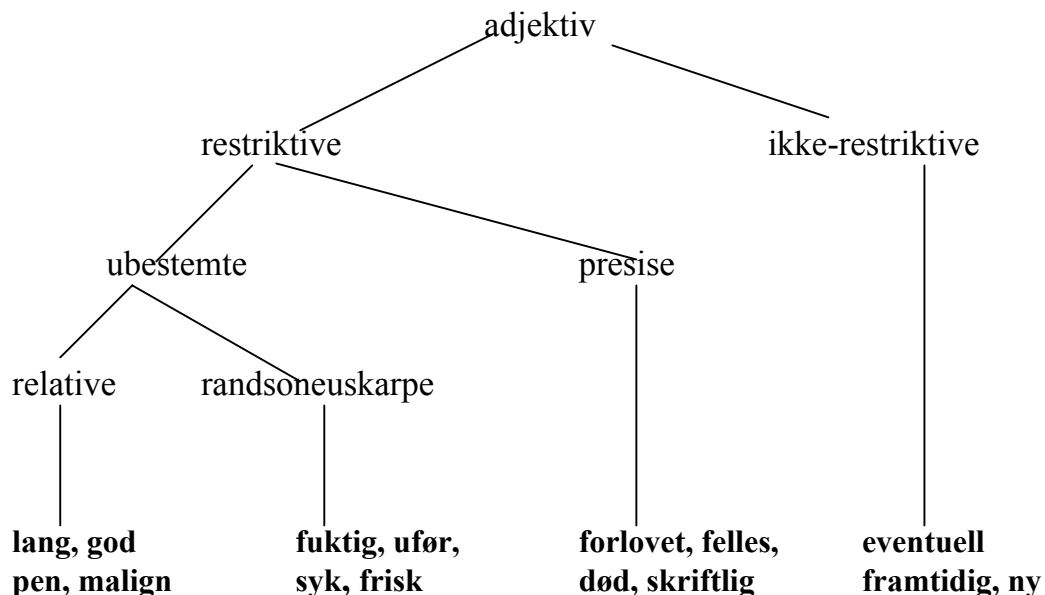 adjektiv
restriktive ikke-restriktive
ubestemte presise
relative randsoneuskarpe
lang, god fuktig, ufør, forlovet, felles, eventuell
pen, malign syk, frisk død, skriftlig framtidig, ny